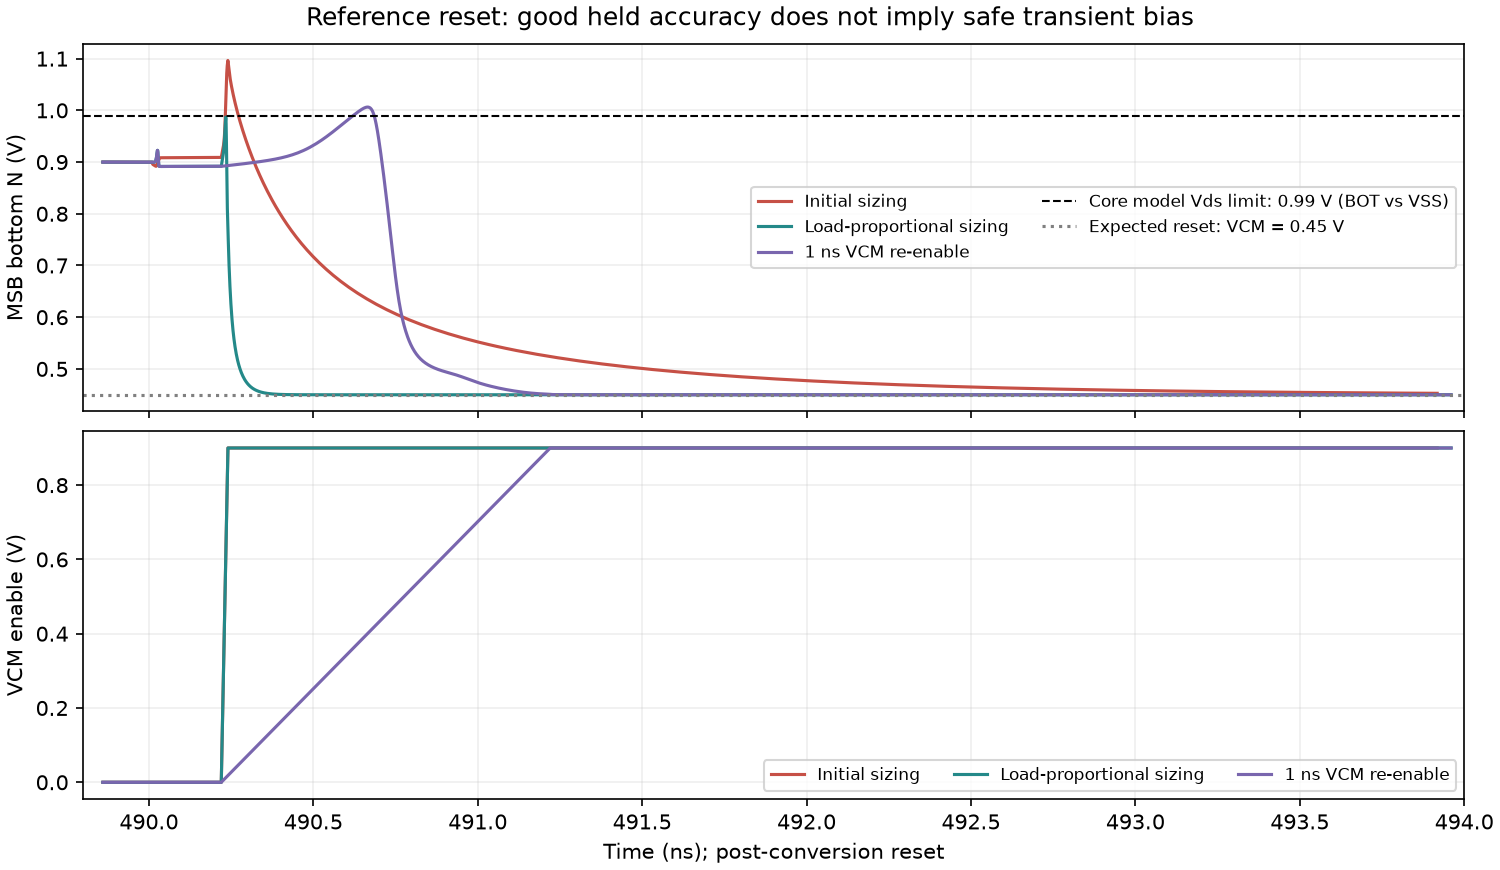 Reference reset: good held accuracy does not imply safe transient bias
MSB bottom N (V)
1.1
1.0
0.9
0.8
0.7
0.6
0.5
Initial sizing
Load-proportional sizing
1 ns VCM re-enable
Core model Vds limit: 0.99 V (BOT vs VSS)
Expected reset: VCM = 0.45 V
VCM enable (V)
0.8
0.6
0.4
0.2
0.0
Initial sizing
Load-proportional sizing
1 ns VCM re-enable
490.0
490.5
491.0
491.5
492.0
492.5
493.0
493.5
494.0
Time (ns); post-conversion reset